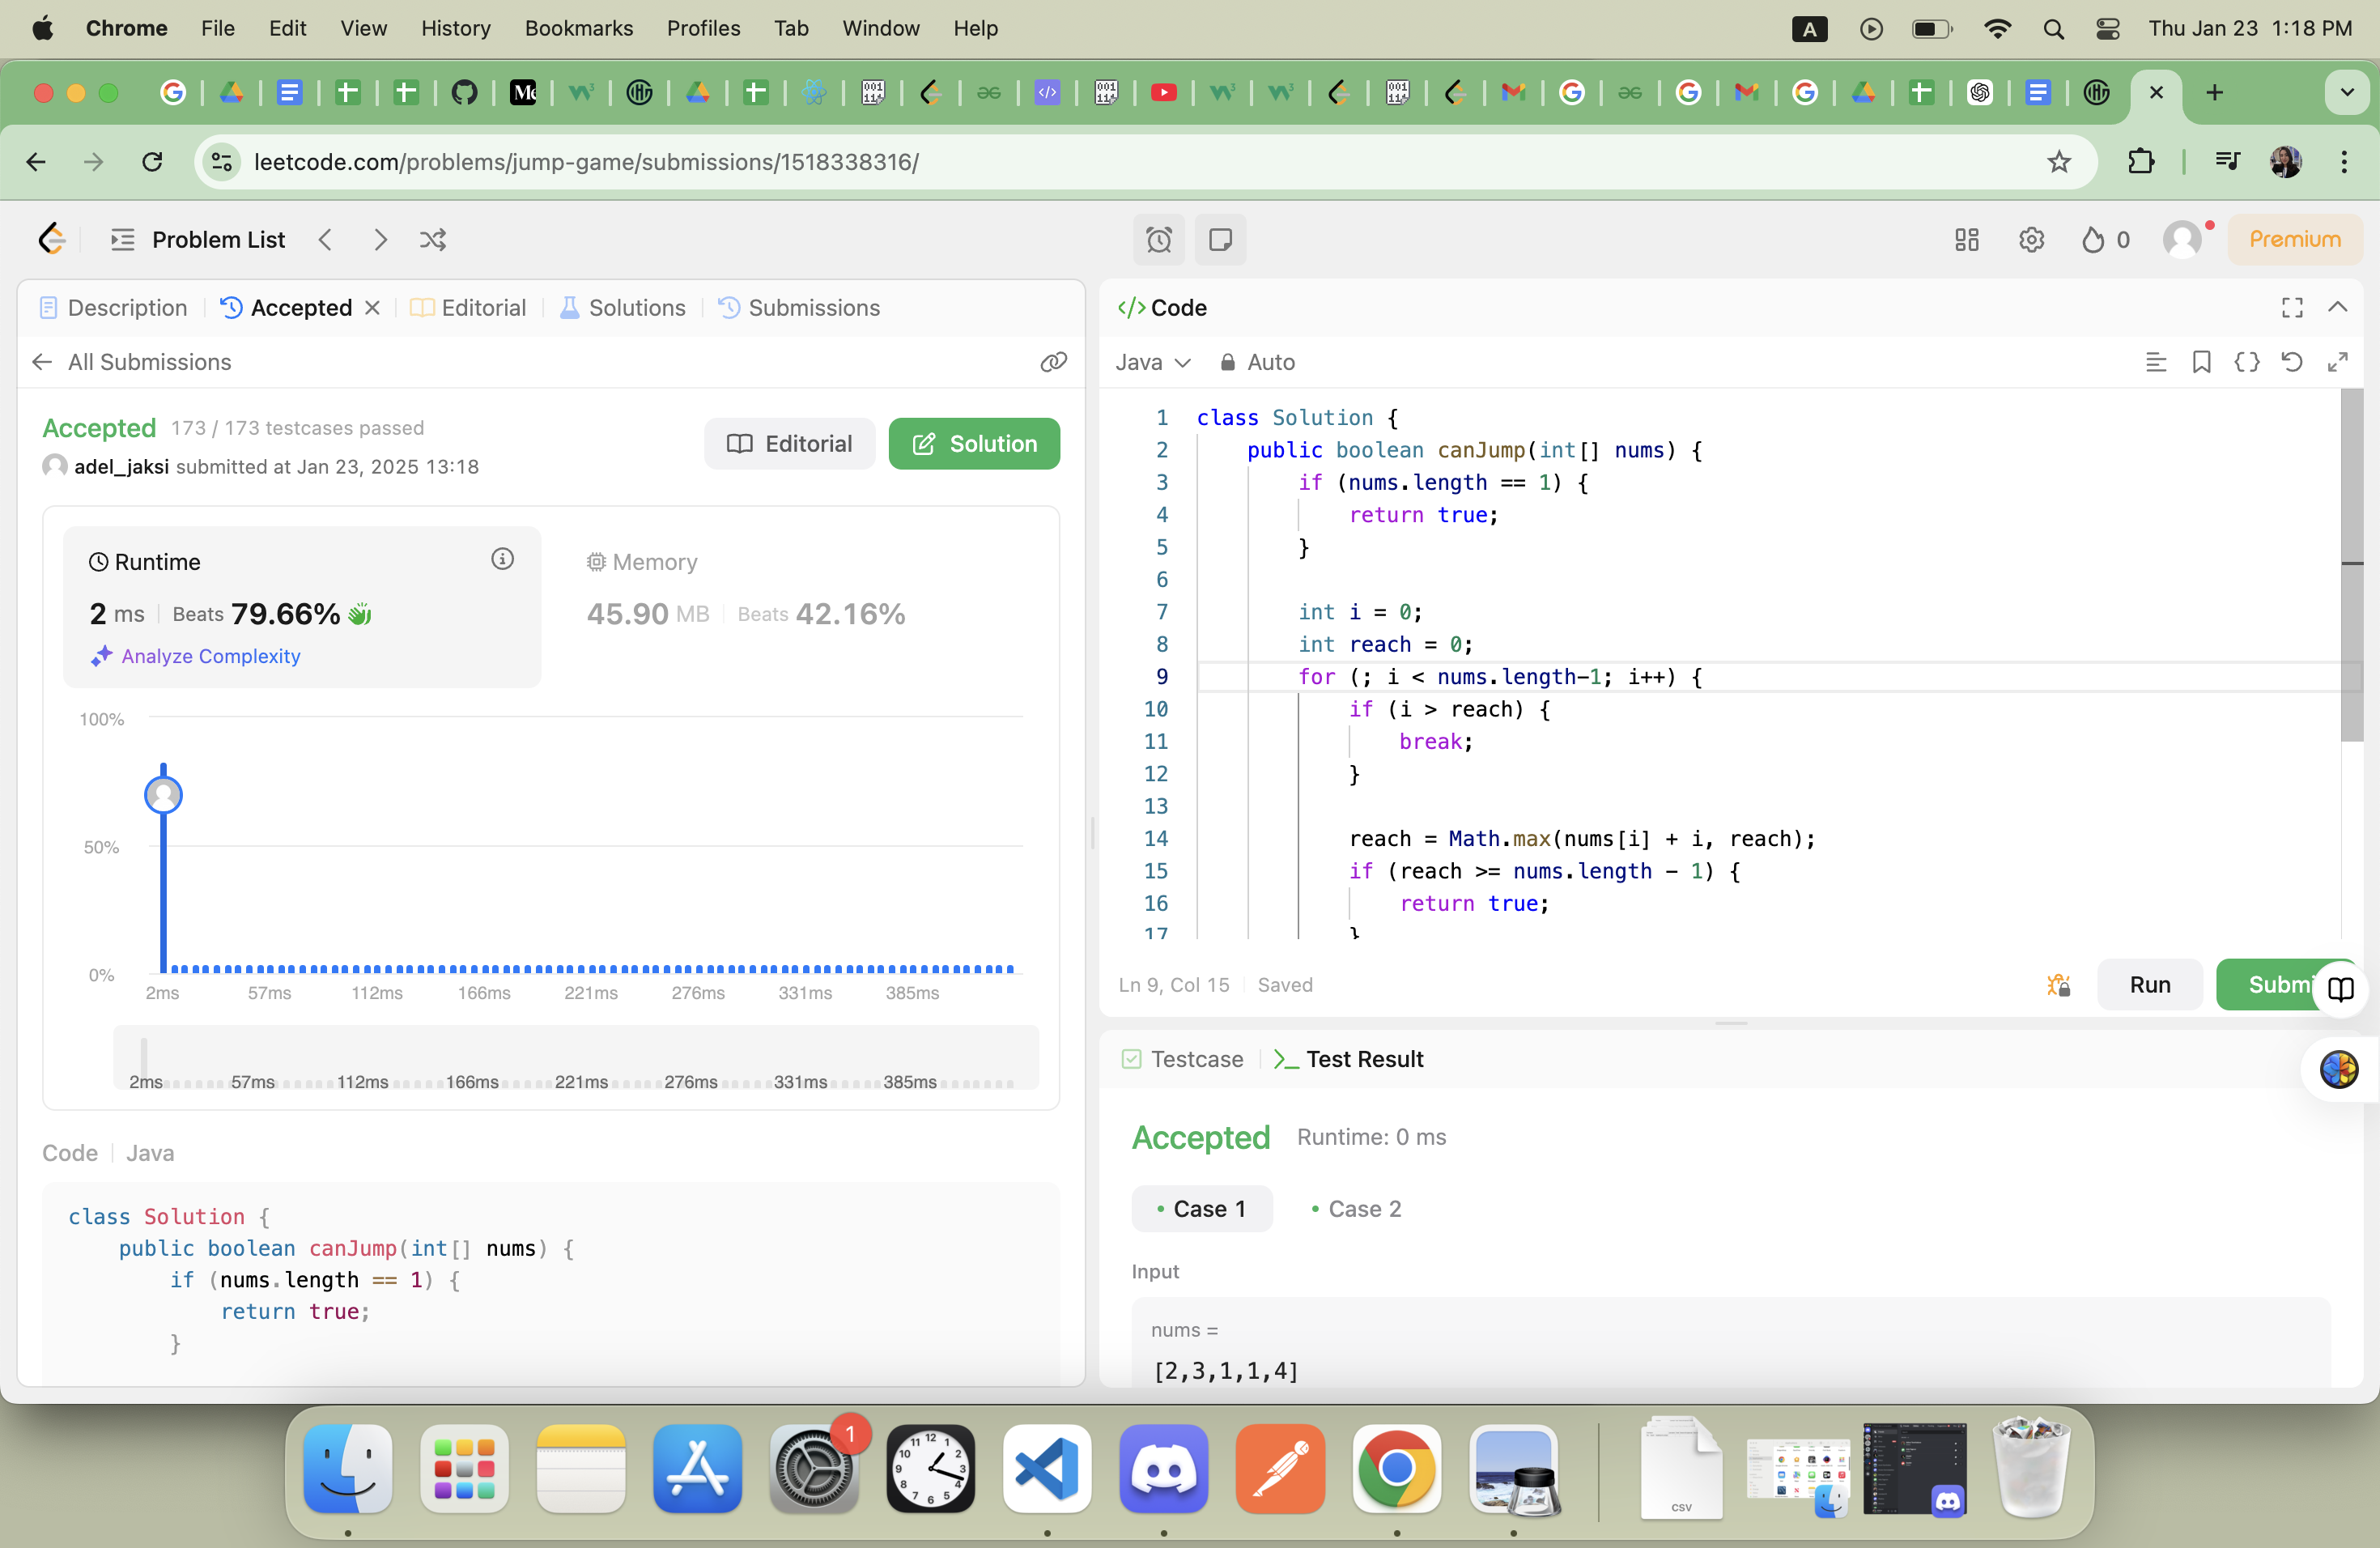 Chrome File Edit View History Bookmarks Profiles Tab Window Help A Thu Jan 23 1:18 PM
leetcode.com/problems/jump-game/submissions/1518338316/
Problem List 0 Premium
Description Accepted Editorial Solutions Submissions
All Submissions
Accepted 173 / 173 testcases passed
adel_jaksi submitted at Jan 23, 2025 13:18
Editorial
Solution
Runtime
2 ms Beats 79.66%
Analyze Complexity
Memory
45.90 MB Beats 42.16%
100%
50%
0%
2ms 57ms 112ms 166ms 221ms 276ms 331ms 385ms
2ms 57ms 112ms 166ms 221ms 276ms 331ms 385ms
Code Java
class Solution {
public boolean canJump(int[] nums) {
if (nums.length == 1) {
return true;
}
</> Code
Java Auto
1 class Solution {
2 public boolean canJump(int[] nums) {
3 if (nums.length == 1) {
4 return true;
5 }
6
7 int i = 0;
8 int reach = 0;
9 for (; i < nums.length-1; i++) {
10 if (i > reach) {
11 break;
12 }
13
14 reach = Math.max(nums[i] + i, reach);
15 if (reach >= nums.length - 1) {
16 return true;
17 }
Ln 9, Col 15 Saved
Run
Testcase Test Result
Accepted Runtime: 0 ms
Case 1 Case 2
Input
nums =
[2,3,1,1,4]
1
12
CSV